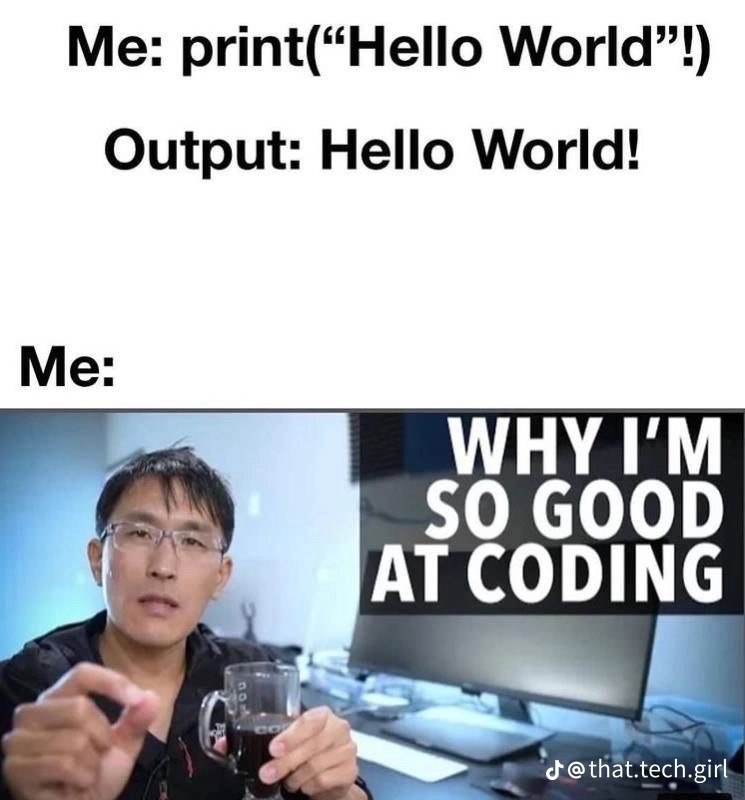 Me: print(“Hello World”!)
Output: Hello World!
Me:
WHY I’M
SO GOOD
AT CODING
@that.tech.girl